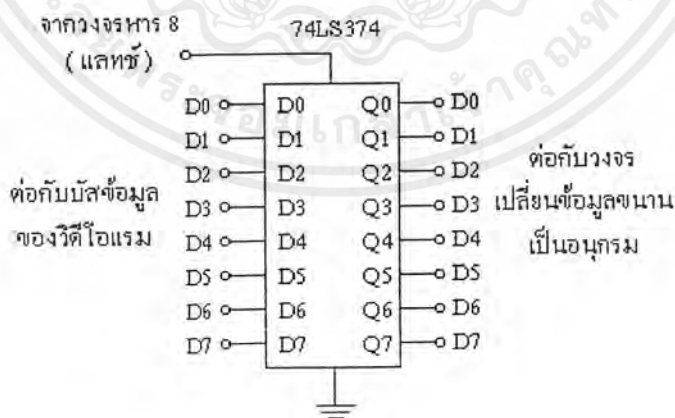 จากวงจรหาร 8
( แลทช์ )
74LS374
D0 D0 Q0 D0
D1 D1 Q1 D1
D2 D2 Q2 D2
D3 D3 Q3 D3
D4 D4 Q4 D4
D5 D5 Q5 D5
D6 D6 Q6 D6
D7 D7 Q7 D7
ต่อกับบัสข้อมูล
ของวิดีโอแรม
ต่อกับวงจร
เปลี่ยนข้อมูลขนาน
เป็นอนุกรม